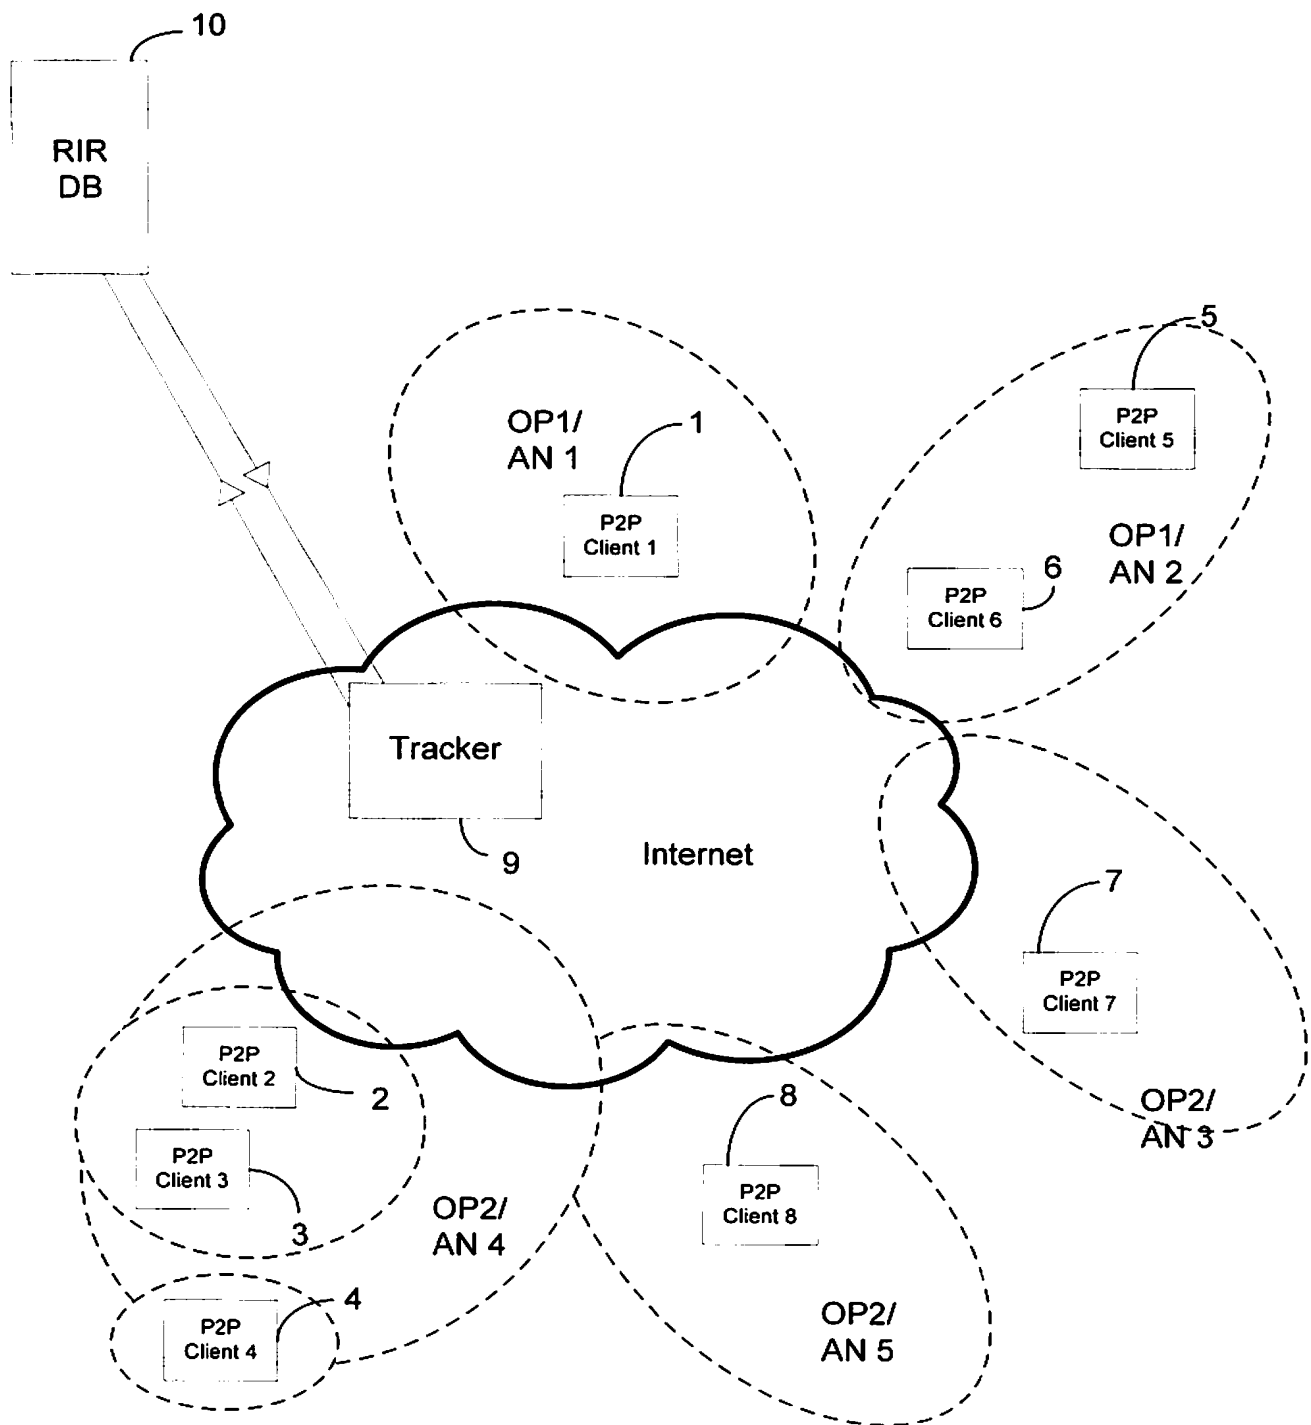 10
RIR
DB
5
P2P
Client 5
OP1/
AN 1
1
P2P
Client 1
OP1/
AN 2
6
P2P
Client 6
Tracker
9
Internet
7
P2P
Client 7
P2P
Client 2
2
8
OP2/
AN 3
P2P
Client 3
3
OP2/
AN 4
P2P
Client 8
4
P2P
Client 4
OP2/
AN 5